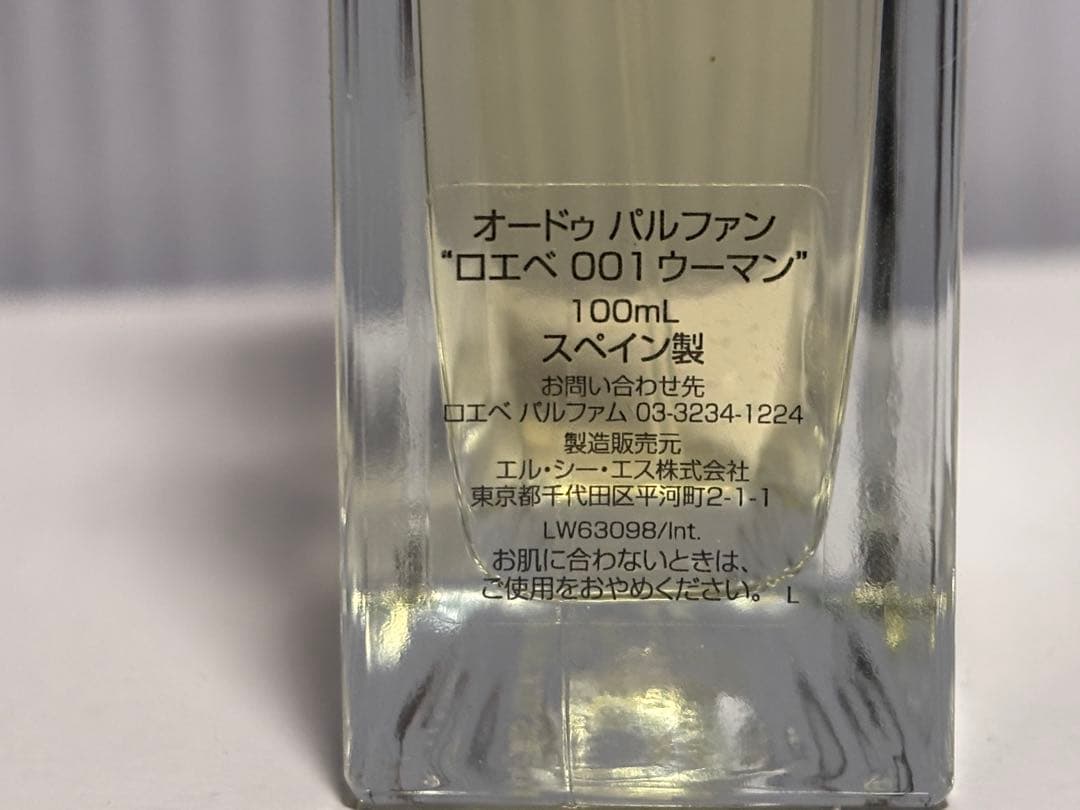 オードゥ パルファン
“ロエベ 001ウーマン”
100mL
スペイン製
お問い合わせ先
ロエベ パルファム 03-3234-1224
製造販売元
エル・シー・エス株式会社
東京都千代田区平河町2-1-1
LW63098/Int.
お肌に合わないときは、
ご使用をおやめください。 L